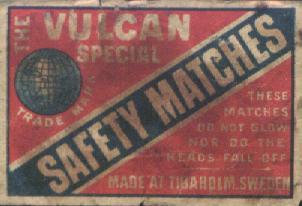 THE VULCAN
SPECIAL
TRADE MARK
SAFETY MATCHES
THESE
MATCHES
DO NOT GLOW
NOR DO THE
HEADS FALL OFF
MADE AT TIDAHOLM, SWEDEN